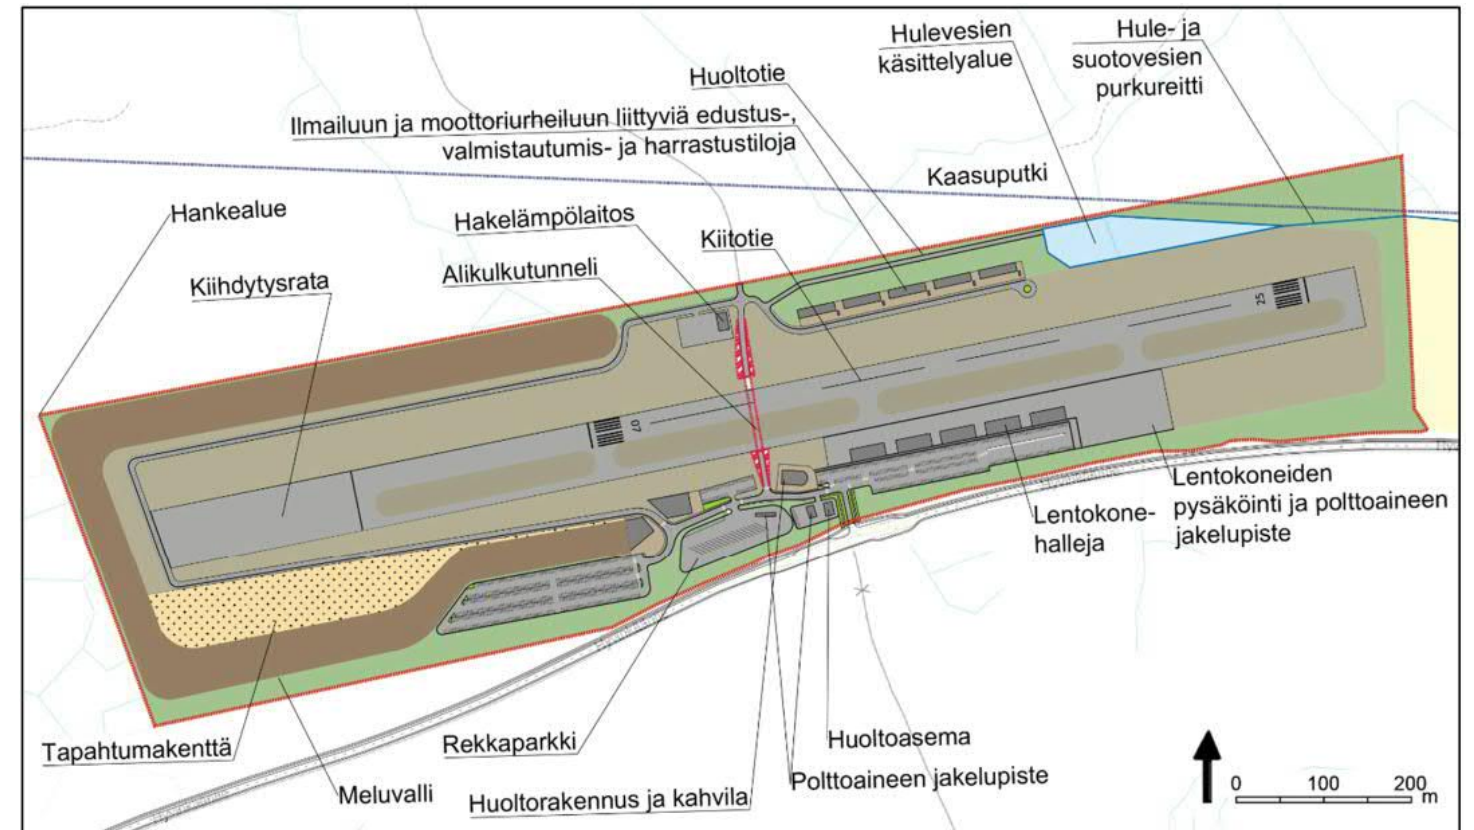 Hulevesien
käsittelyalue
Hule- ja
suotovesien
purkureitti
Huoltotie
Ilmailuun ja moottoriurheiluun liittyviä edustus-,
valmistautumis- ja harrastustiloja
Kaasuputki
Hankealue
Hakelämpölaitos
Kiitotie
Alikulkutunneli
Kiihdytysrata
25
07
Lentokoneiden
pysäköinti ja polttoaineen
jakelupiste
Lentokone-
halleja
Tapahtumakenttä
Rekkaparkki
Huoltoasema
Polttoaineen jakelupiste
Meluvalli
Huoltorakennus ja kahvila
0 100 200
m